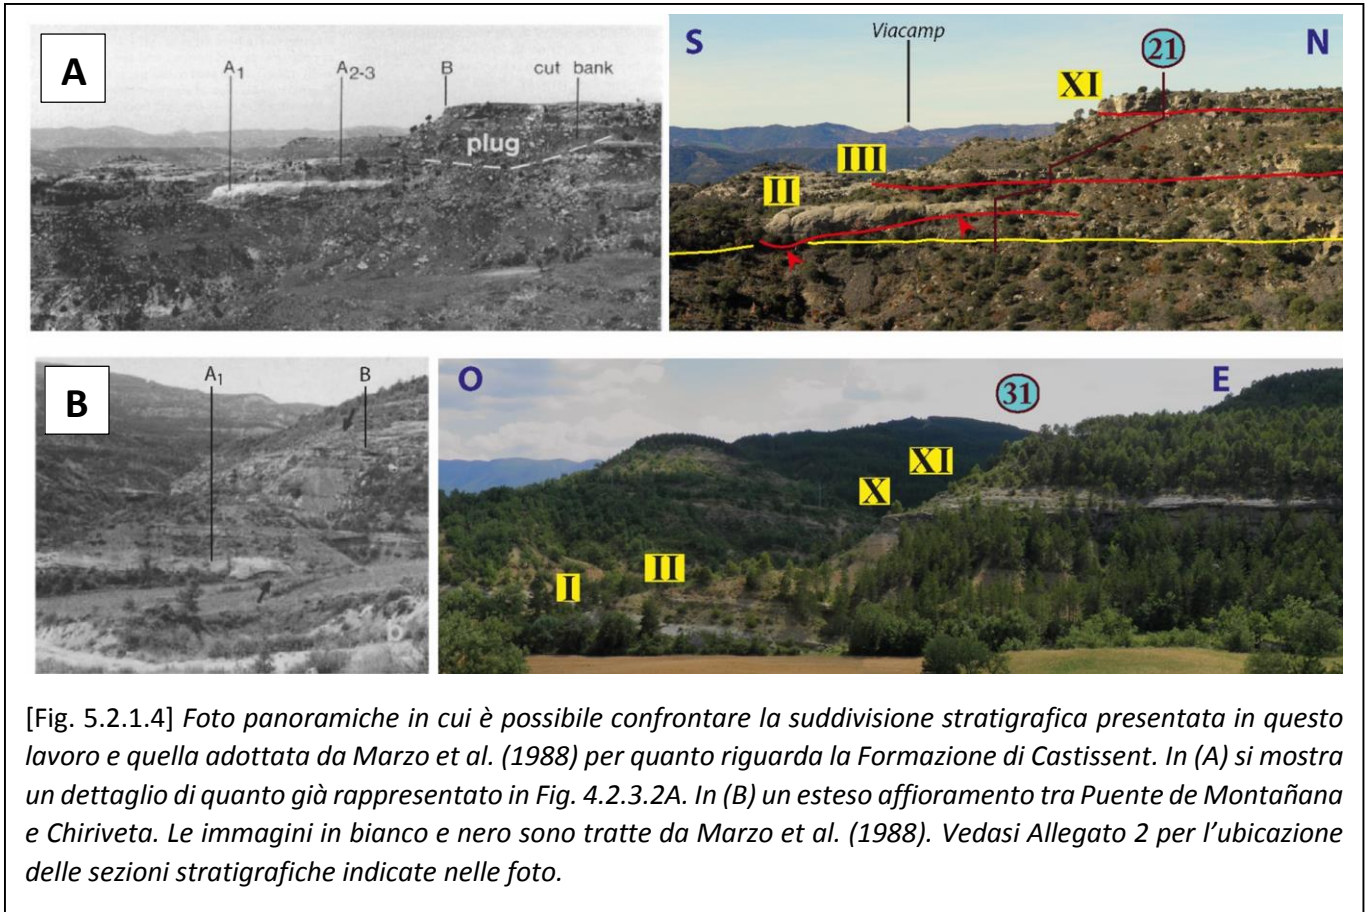 A
A1
A2-3
B
cut bank
plug
S
Viacamp
21
N
XI
III
II
B
A1
B
O
31
E
XI
X
II
I
[Fig. 5.2.1.4] Foto panoramiche in cui è possibile confrontare la suddivisione stratigrafica presentata in questo
lavoro e quella adottata da Marzo et al. (1988) per quanto riguarda la Formazione di Castissent. In (A) si mostra
un dettaglio di quanto già rappresentato in Fig. 4.2.3.2A. In (B) un esteso affioramento tra Puente de Montañana
e Chiriveta. Le immagini in bianco e nero sono tratte da Marzo et al. (1988). Vedasi Allegato 2 per l’ubicazione
delle sezioni stratigrafiche indicate nelle foto.